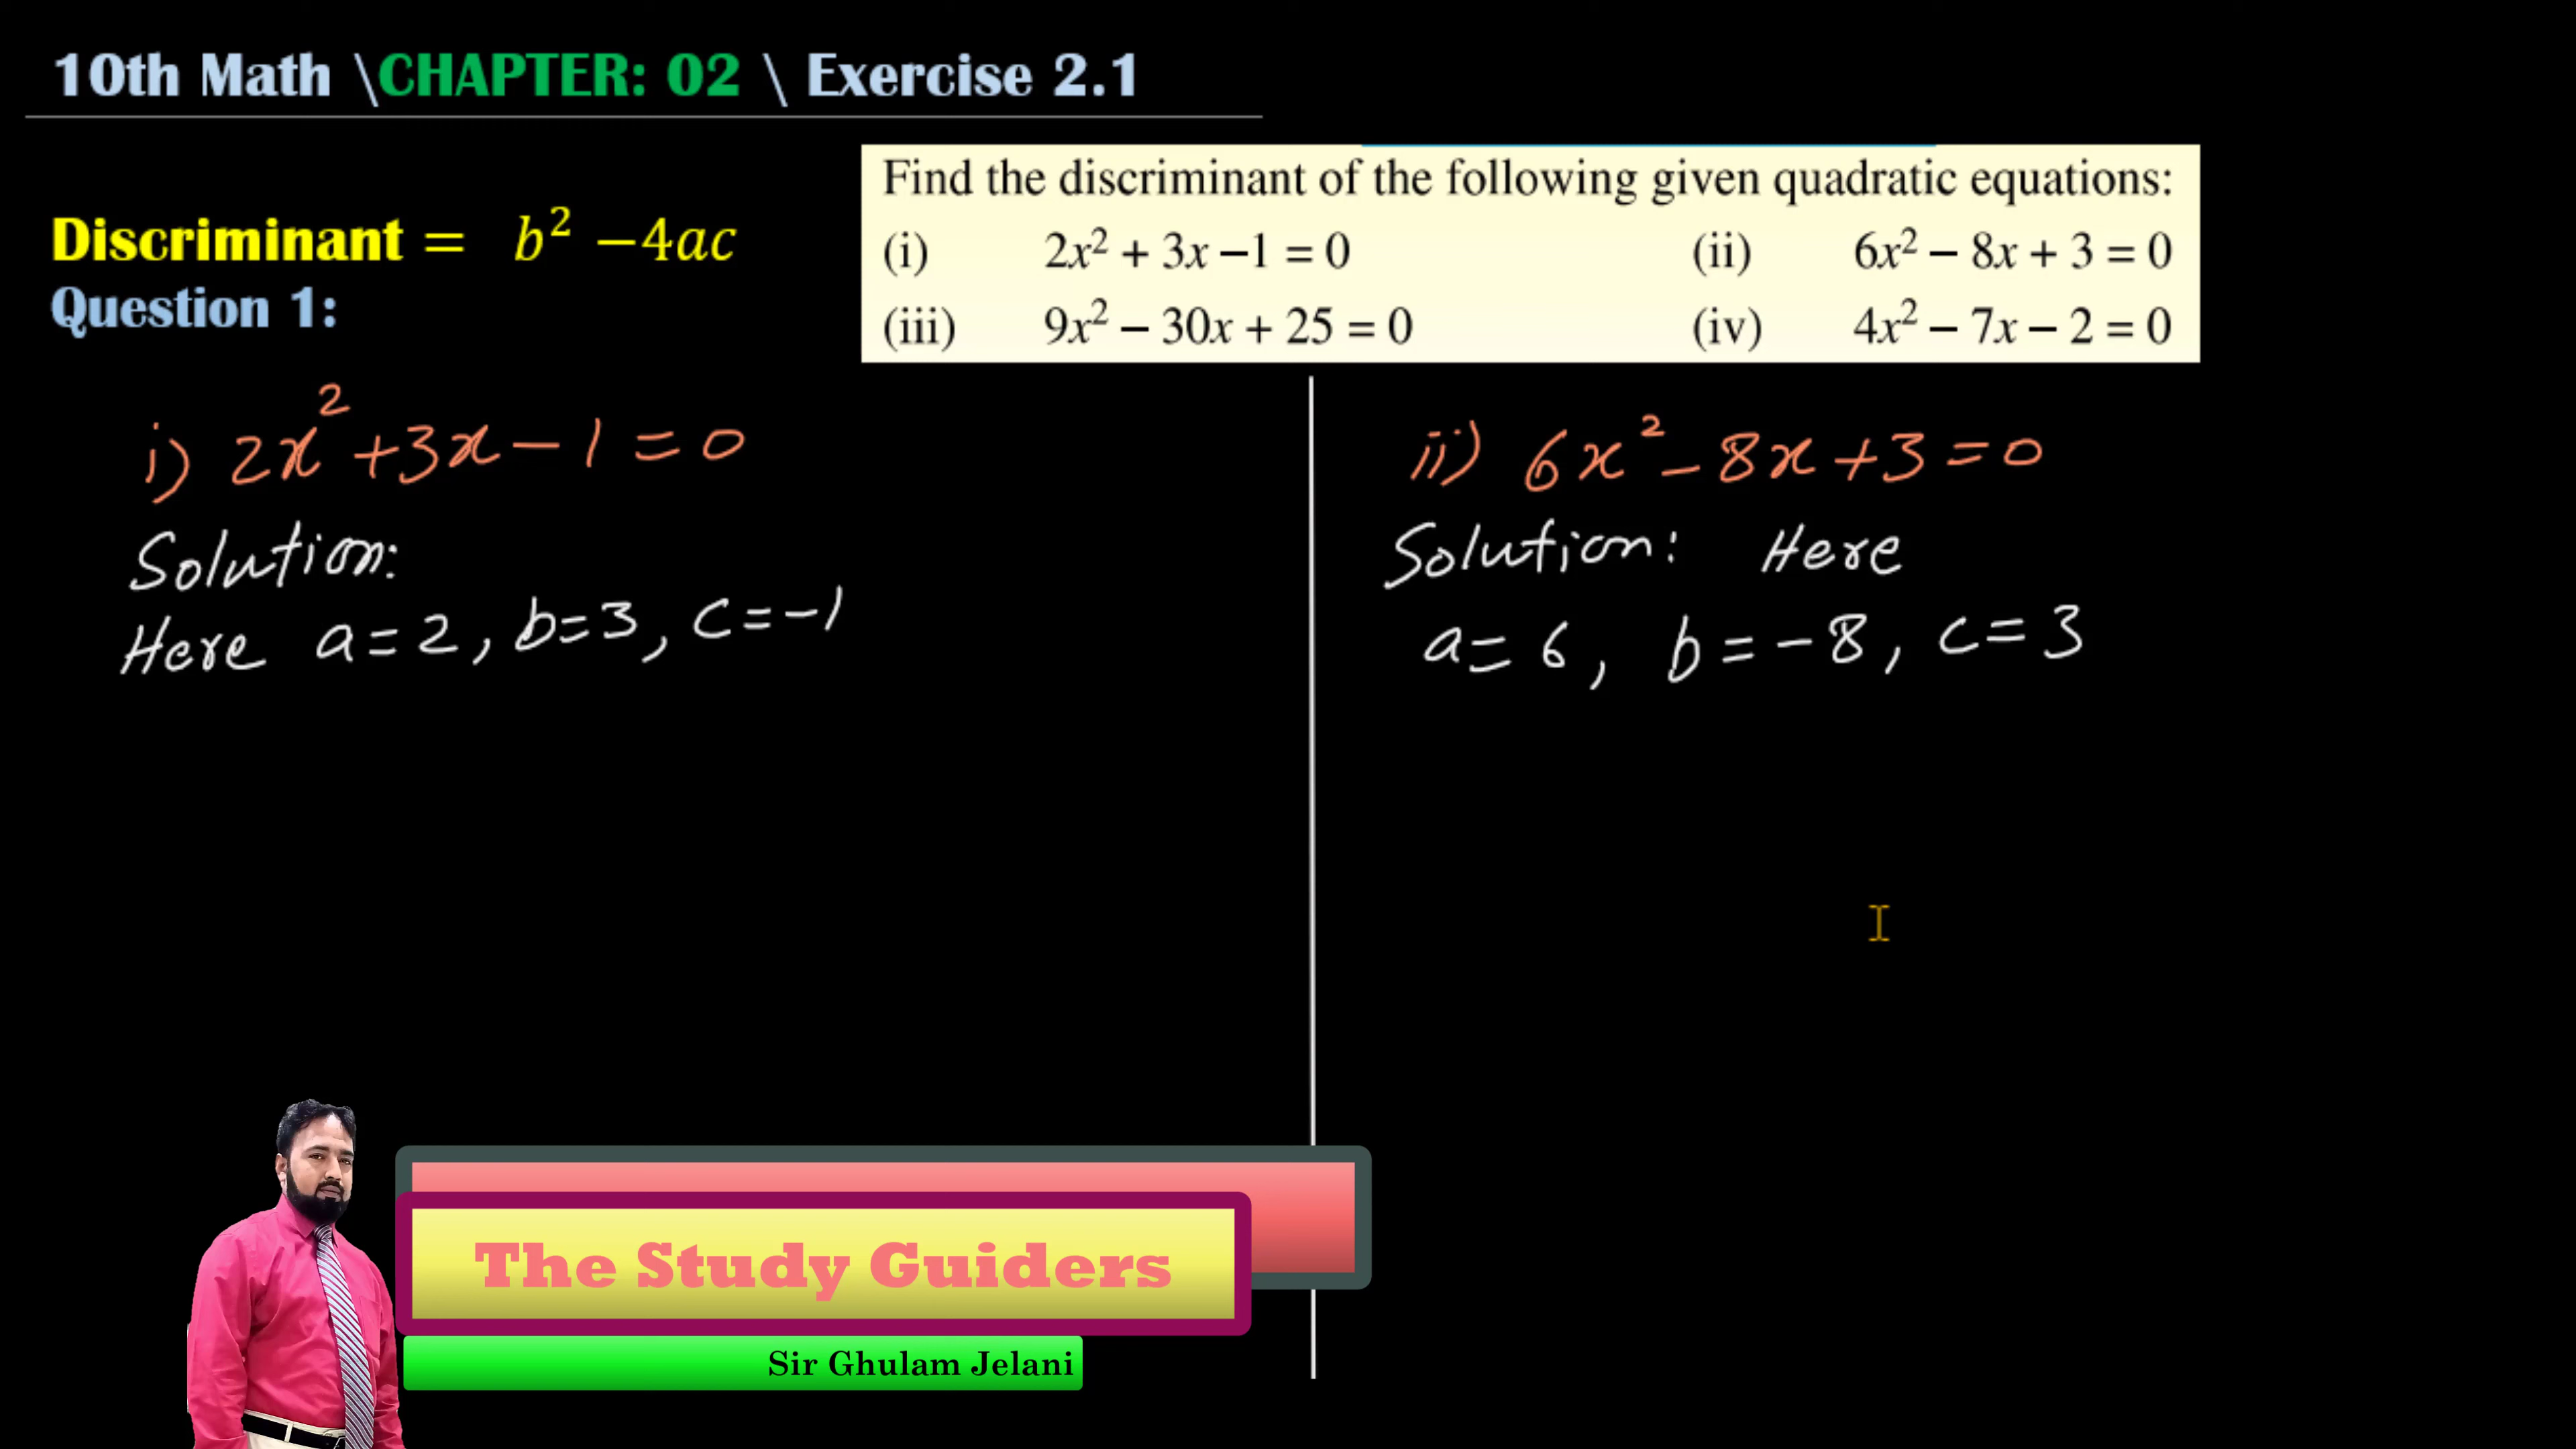 10th Math \CHAPTER: 02 \ Exercise 2.1
Discriminant = b² −4ac
Question 1:
Find the discriminant of the following given quadratic equations:
(i) 2x² + 3x −1 = 0 (ii) 6x² − 8x + 3 = 0
(iii) 9x² − 30x + 25 = 0 (iv) 4x² − 7x − 2 = 0
i) 2x² +3x − 1 = 0
Solution:
Here a = 2 , b=3, c = −1
ii) 6x² − 8x + 3 = 0
Solution: Here
a = 6 , b = −8 , c = 3
The Study Guiders
Sir Ghulam Jelani